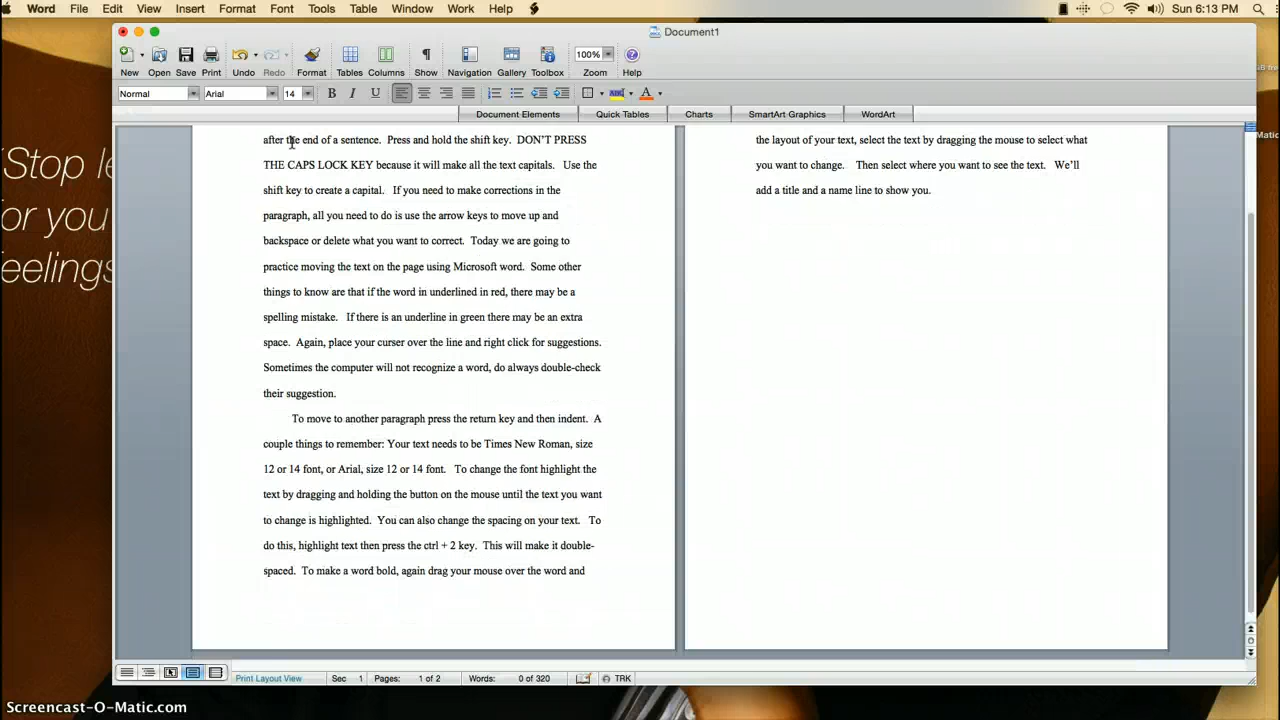 Word File Edit View Insert Format Font Tools Table Window Work Help Sun 6:13 PM
Document1
100%
New Open Save Print Undo Redo Format Tables Columns Show Navigation Gallery Toolbox Zoom Help
Normal Arial 14 B I U ABC A
Document Elements Quick Tables Charts SmartArt Graphics WordArt
(Stop le
or you
eelings
after the end of a sentence. Press and hold the shift key. DON'T PRESS
THE CAPS LOCK KEY because it will make all the text capitals. Use the
shift key to create a capital. If you need to make corrections in the
paragraph, all you need to do is use the arrow keys to move up and
backspace or delete what you want to correct. Today we are going to
practice moving the text on the page using Microsoft word. Some other
things to know are that if the word in underlined in red, there may be a
spelling mistake. If there is an underline in green there may be an extra
space. Again, place your curser over the line and right click for suggestions.
Sometimes the computer will not recognize a word, do always double-check
their suggestion.
To move to another paragraph press the return key and then indent. A
couple things to remember: Your text needs to be Times New Roman, size
12 or 14 font, or Arial, size 12 or 14 font. To change the font highlight the
text by dragging and holding the button on the mouse until the text you want
to change is highlighted. You can also change the spacing on your text. To
do this, highlight text then press the ctrl + 2 key. This will make it double-
spaced. To make a word bold, again drag your mouse over the word and
the layout of your text, select the text by dragging the mouse to select what
you want to change. Then select where you want to see the text. We'll
add a title and a name line to show you.
Print Layout View Sec 1 Pages: 1 of 2 Words: 0 of 320 TRK
Screencast-O-Matic.com